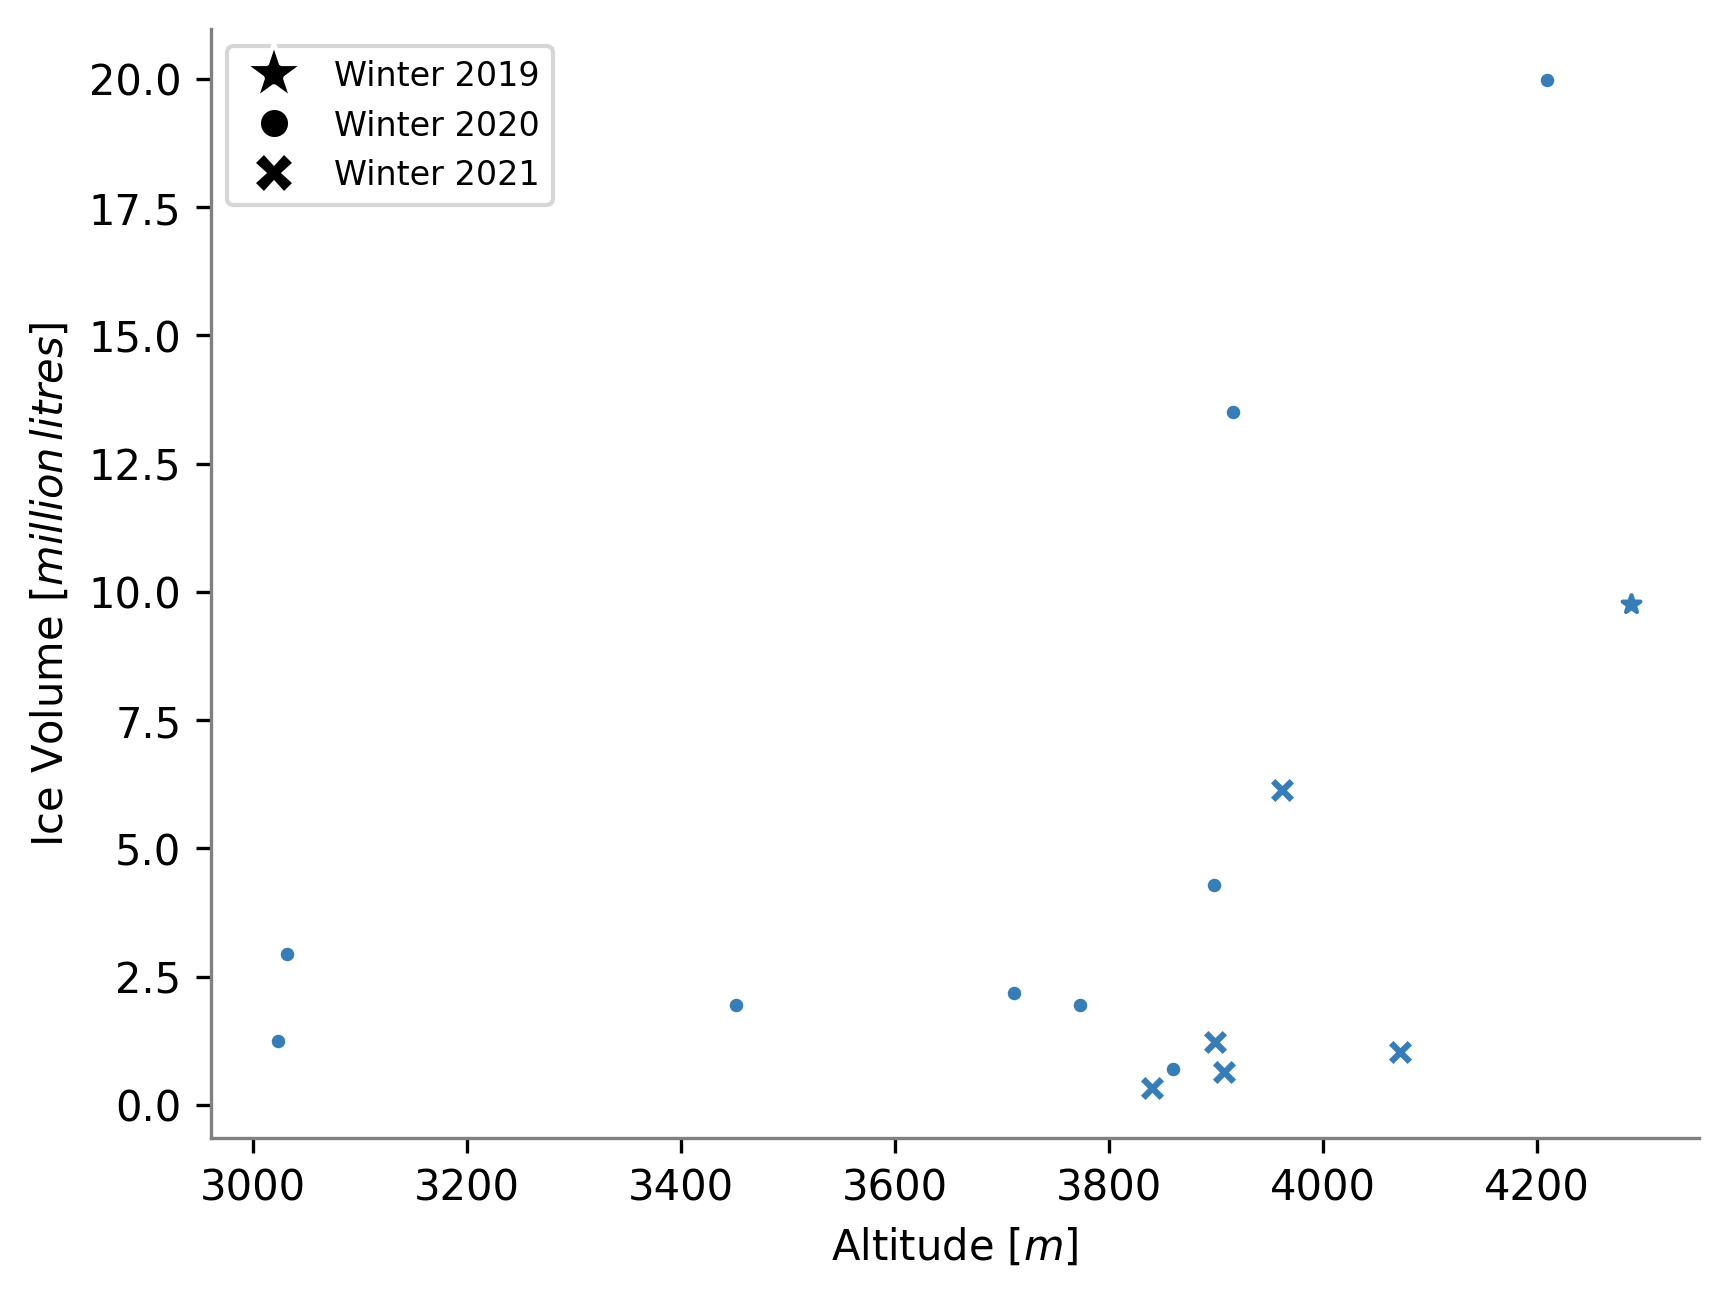 Winter 2019
Winter 2020
Winter 2021
20.0
17.5
15.0
12.5
10.0
7.5
5.0
2.5
0.0
Ice Volume [million litres]
3000 3200 3400 3600 3800 4000 4200
Altitude [m]